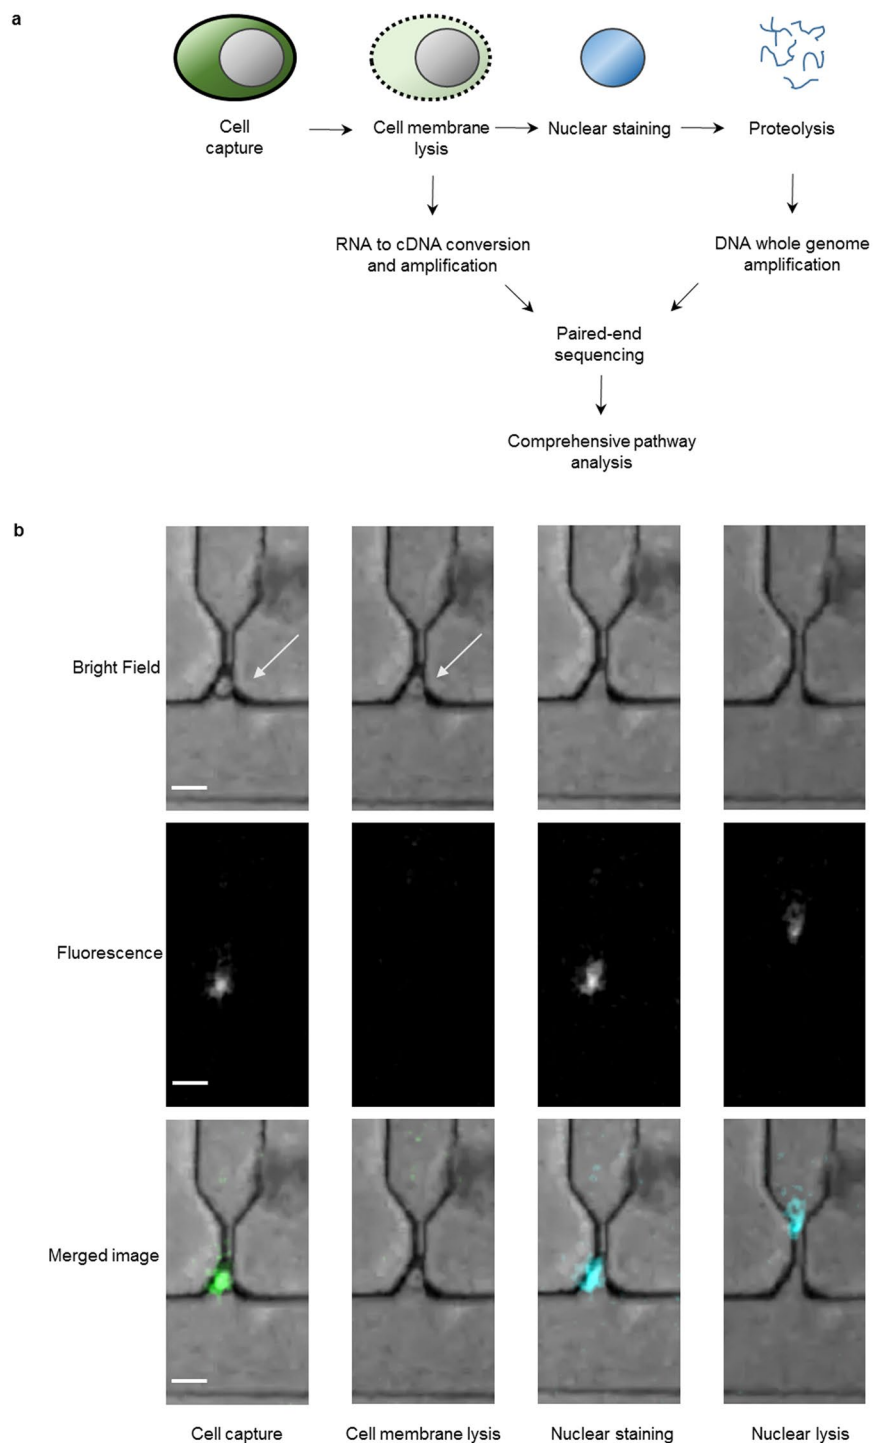 a
Cell
capture
Cell membrane
lysis
Nuclear staining
Proteolysis
RNA to cDNA conversion
and amplification
DNA whole genome
amplification
Paired-end
sequencing
Comprehensive pathway
analysis
b
Bright Field
Fluorescence
Merged image
Cell capture
Cell membrane lysis
Nuclear staining
Nuclear lysis